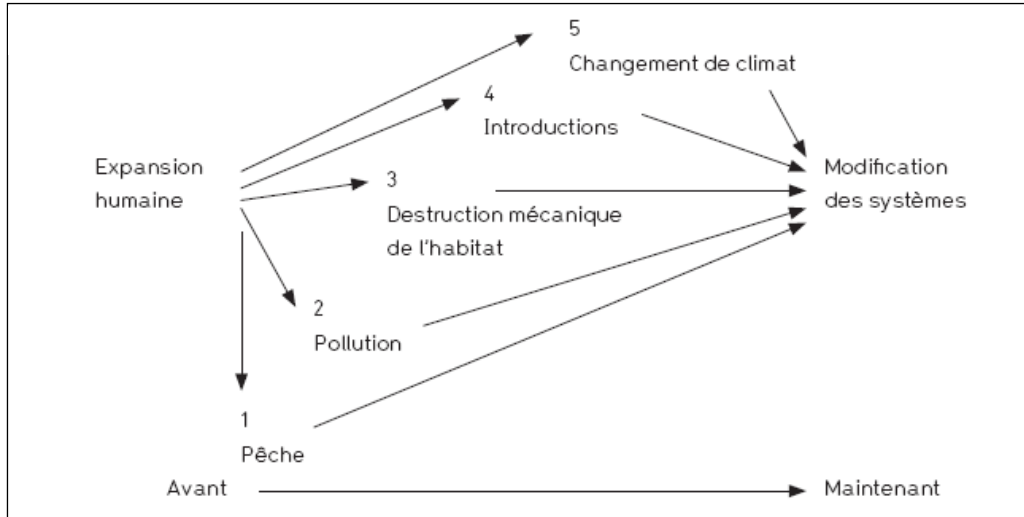 5
Changement de climat
4
Introductions
Expansion
humaine
3
Destruction mécanique
de l'habitat
Modification
des systèmes
2
Pollution
1
Pêche
Avant
Maintenant